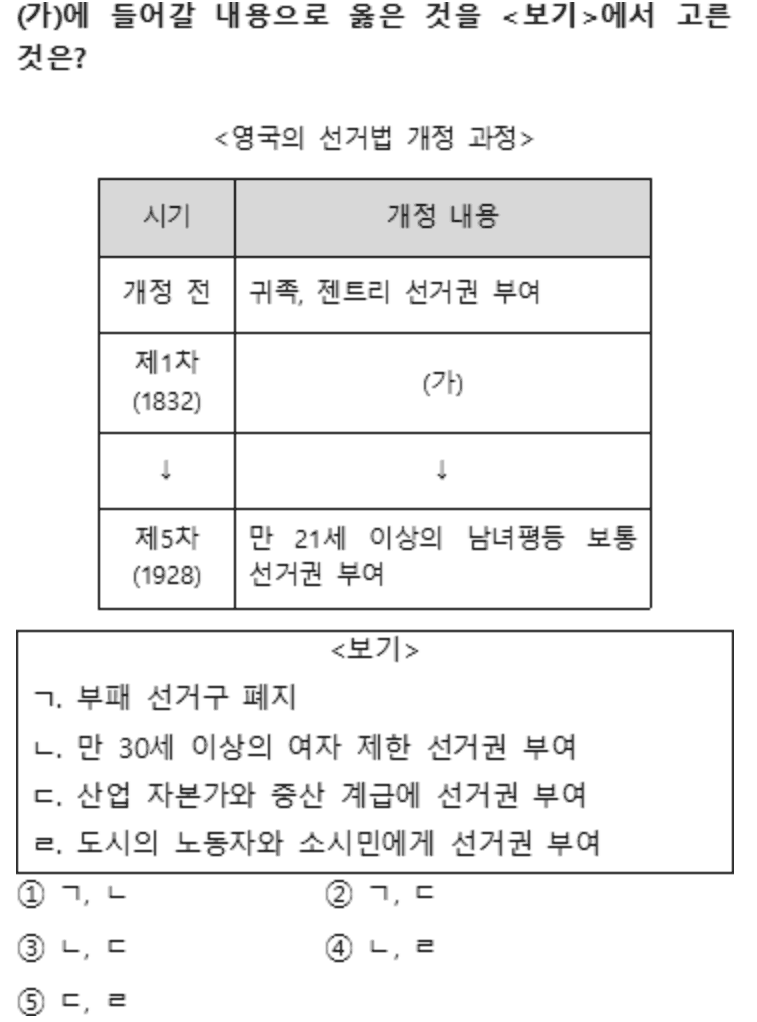 (가)에 들어갈 내용으로 옳은 것을 <보기>에서 고른
것은?
<영국의 선거법 개정 과정>
시기 개정 내용
개정 전 귀족, 젠트리 선거권 부여
제1차
(1832)
(가)
↓ ↓
제5차
(1928)
만 21세 이상의 남녀평등 보통
선거권 부여
<보기>
ㄱ. 부패 선거구 폐지
ㄴ. 만 30세 이상의 여자 제한 선거권 부여
ㄷ. 산업 자본가와 중산 계급에 선거권 부여
ㄹ. 도시의 노동자와 소시민에게 선거권 부여
① ㄱ, ㄴ ② ㄱ, ㄷ
③ ㄴ, ㄷ ④ ㄴ, ㄹ
⑤ ㄷ, ㄹ